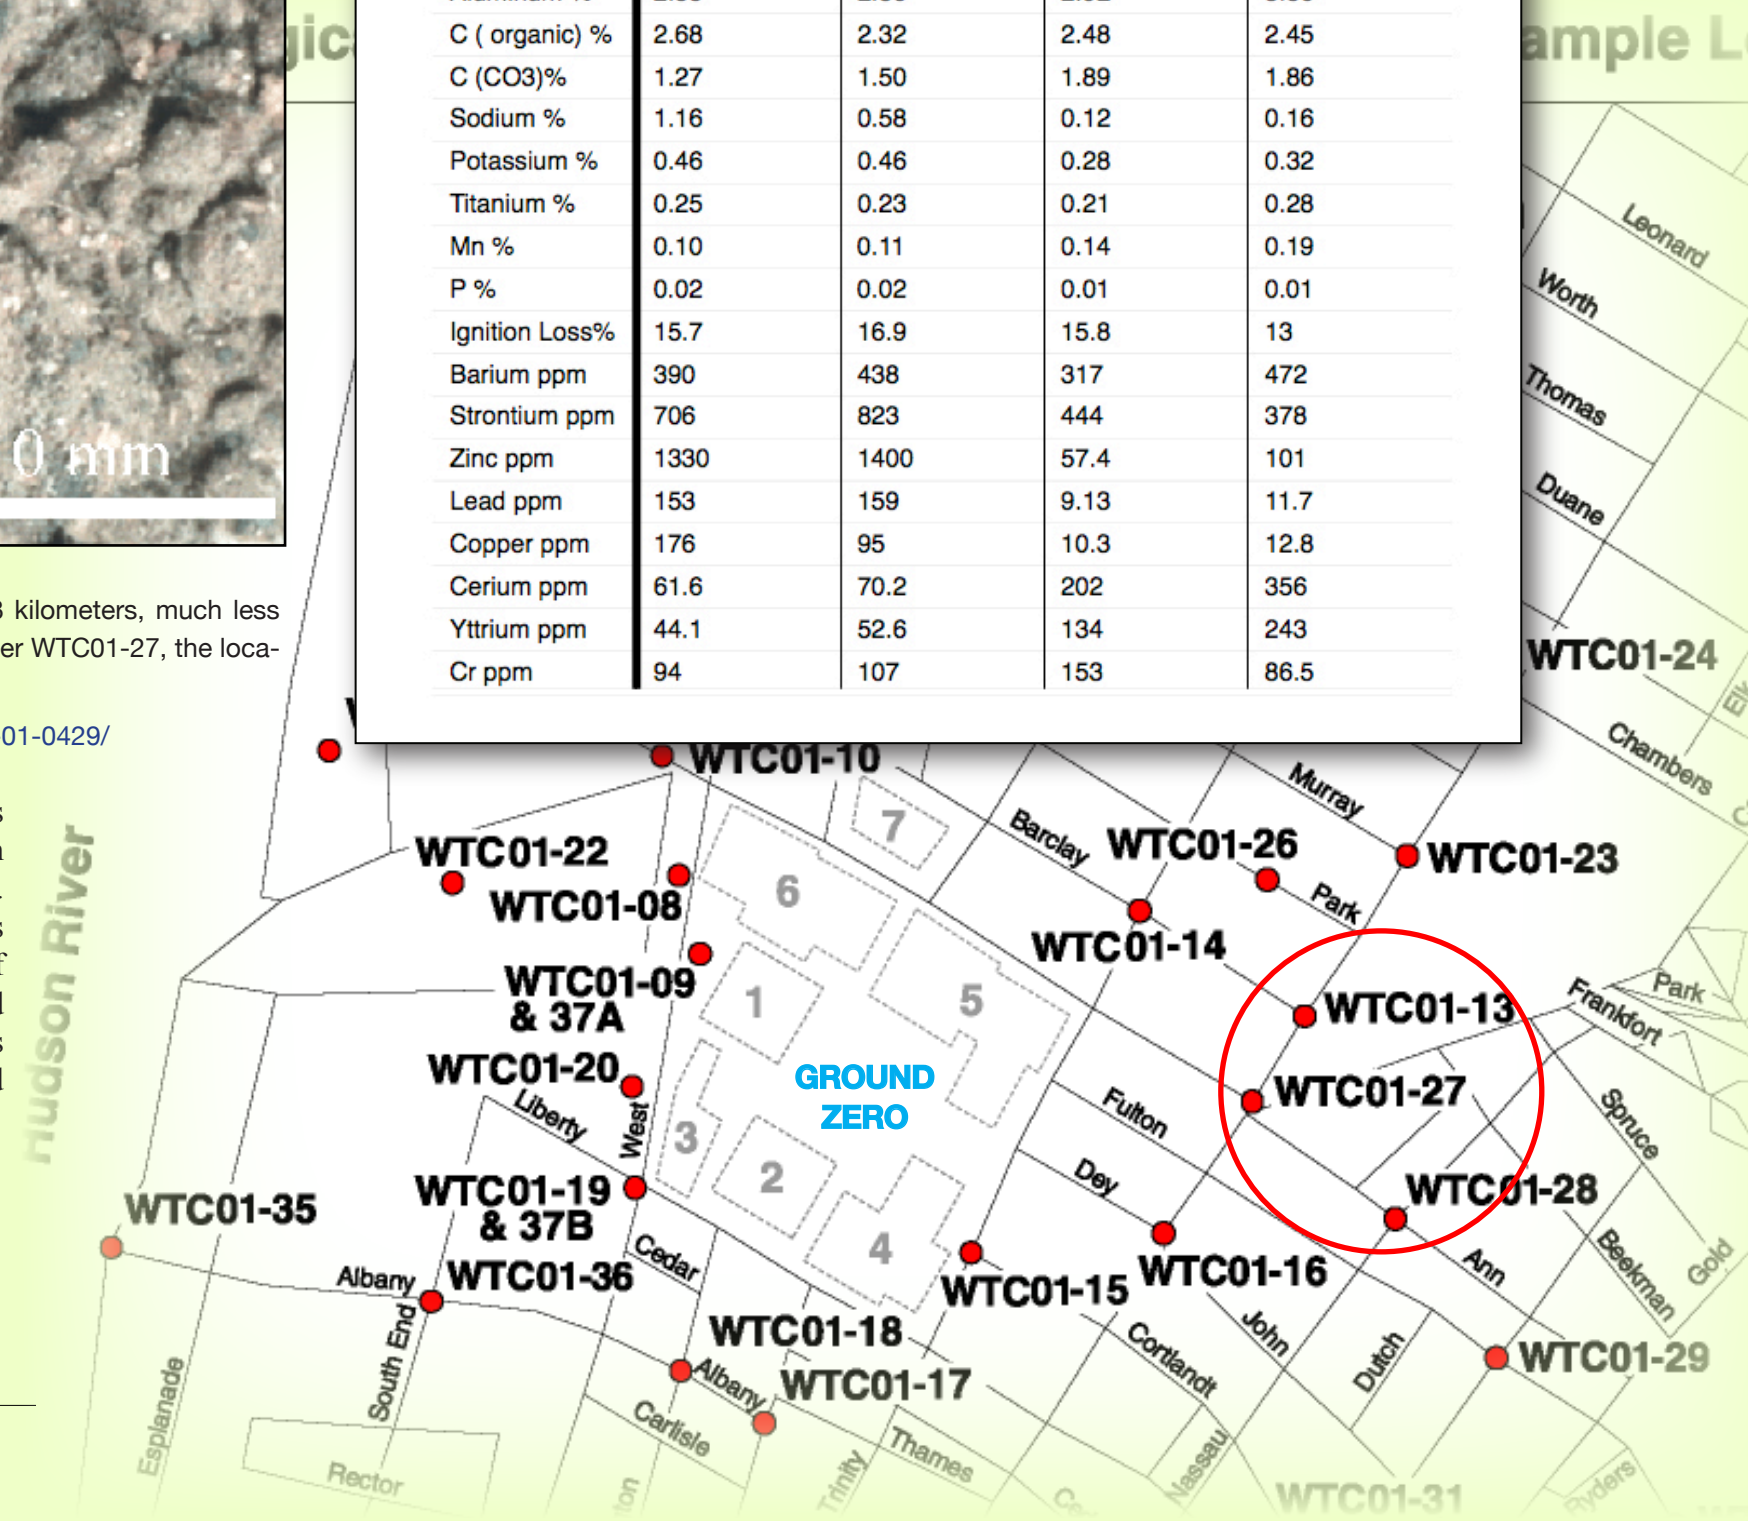 C ( organic) % 2.68 2.32 2.48 2.45
C (CO3)% 1.27 1.50 1.89 1.86
Sodium % 1.16 0.58 0.12 0.16
Potassium % 0.46 0.46 0.28 0.32
Titanium % 0.25 0.23 0.21 0.28
Mn % 0.10 0.11 0.14 0.19
P % 0.02 0.02 0.01 0.01
Ignition Loss% 15.7 16.9 15.8 13
Barium ppm 390 438 317 472
Strontium ppm 706 823 444 378
Zinc ppm 1330 1400 57.4 101
Lead ppm 153 159 9.13 11.7
Copper ppm 176 95 10.3 12.8
Cerium ppm 61.6 70.2 202 356
Yttrium ppm 44.1 52.6 134 243
Cr ppm 94 107 153 86.5
0 mm
kilometers, much less
er WTC01-27, the loca-
01-0429/
ample L
Leonard
Worth
Thomas
Duane
WTC01-24
Elk
Chambers
WTC01-10
Murray
7
Barclay
WTC01-26
WTC01-23
WTC01-22
6
Park
WTC01-08
WTC01-14
Hudson River
WTC01-09
& 37A
1
5
WTC01-13
Frankfort
Park
WTC01-20
GROUND
ZERO
WTC01-27
Liberty
West
3
Fulton
Spruce
2
Dey
WTC01-19
& 37B
WTC01-28
WTC01-35
4
Cedar
Beekman
Gold
Albany
WTC01-36
WTC01-15
WTC01-16
Ann
South End
WTC01-18
Cortlandt
John
Dutch
WTC01-29
Esplanade
Albany
WTC01-17
Carlisle
Thames
Rector
Trinity
Nassau
WTC01-31
Ryders